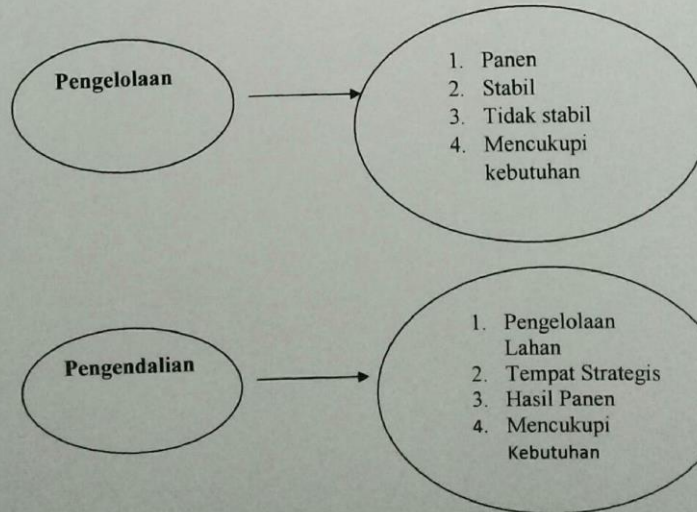 Pengelolaan
1. Panen
2. Stabil
3. Tidak stabil
4. Mencukupi
kebutuhan
Pengendalian
1. Pengelolaan
Lahan
2. Tempat Strategis
3. Hasil Panen
4. Mencukupi
Kebutuhan